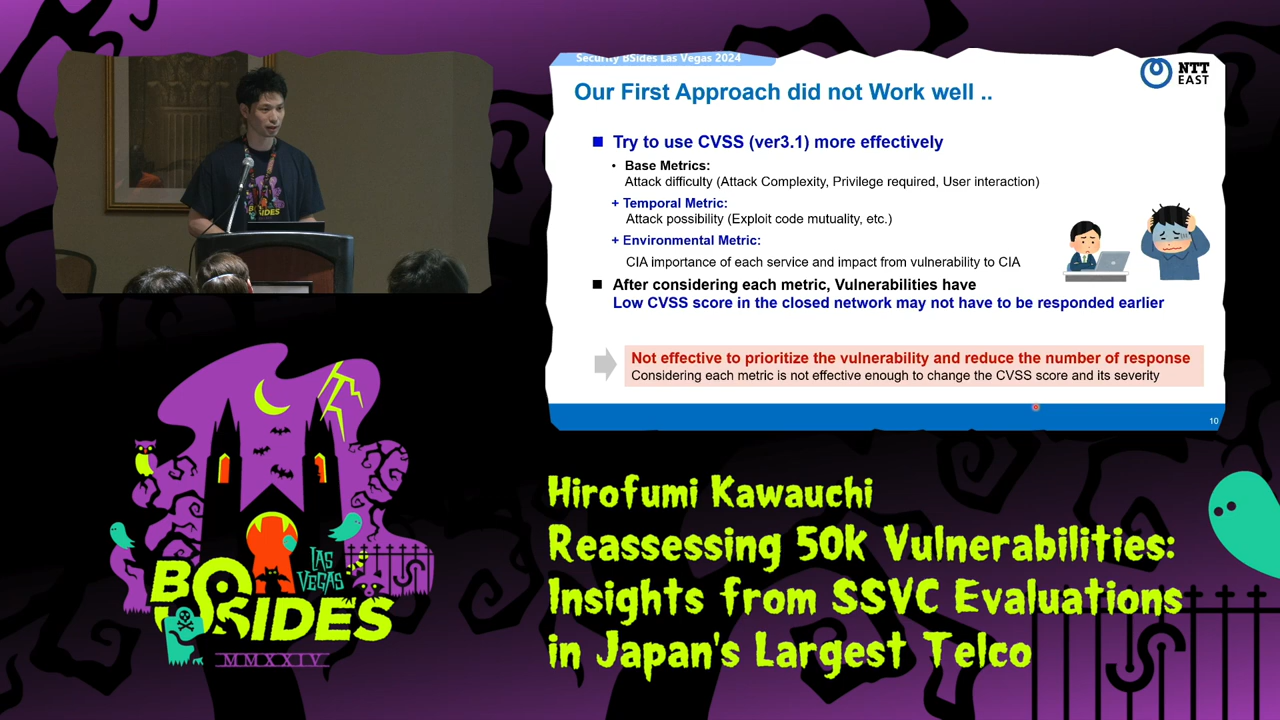 Security BSides Las Vegas 2024
NTT
EAST
Our First Approach did not Work well ..
Try to use CVSS (ver3.1) more effectively
• Base Metrics:
Attack difficulty (Attack Complexity, Privilege required, User interaction)
+ Temporal Metric:
Attack possibility (Exploit code mutuality, etc.)
+ Environmental Metric:
CIA importance of each service and impact from vulnerability to CIA
After considering each metric, Vulnerabilities have
Low CVSS score in the closed network may not have to be responded earlier
Not effective to prioritize the vulnerability and reduce the number of response
Considering each metric is not effective enough to change the CVSS score and its severity
10
SIDES
LAS
VEGAS
BSIDES
MMXXIV
Hirofumi Kawauchi
Reassessing 50k Vulnerabilities:
Insights from SSVC Evaluations
in Japan's Largest Telco